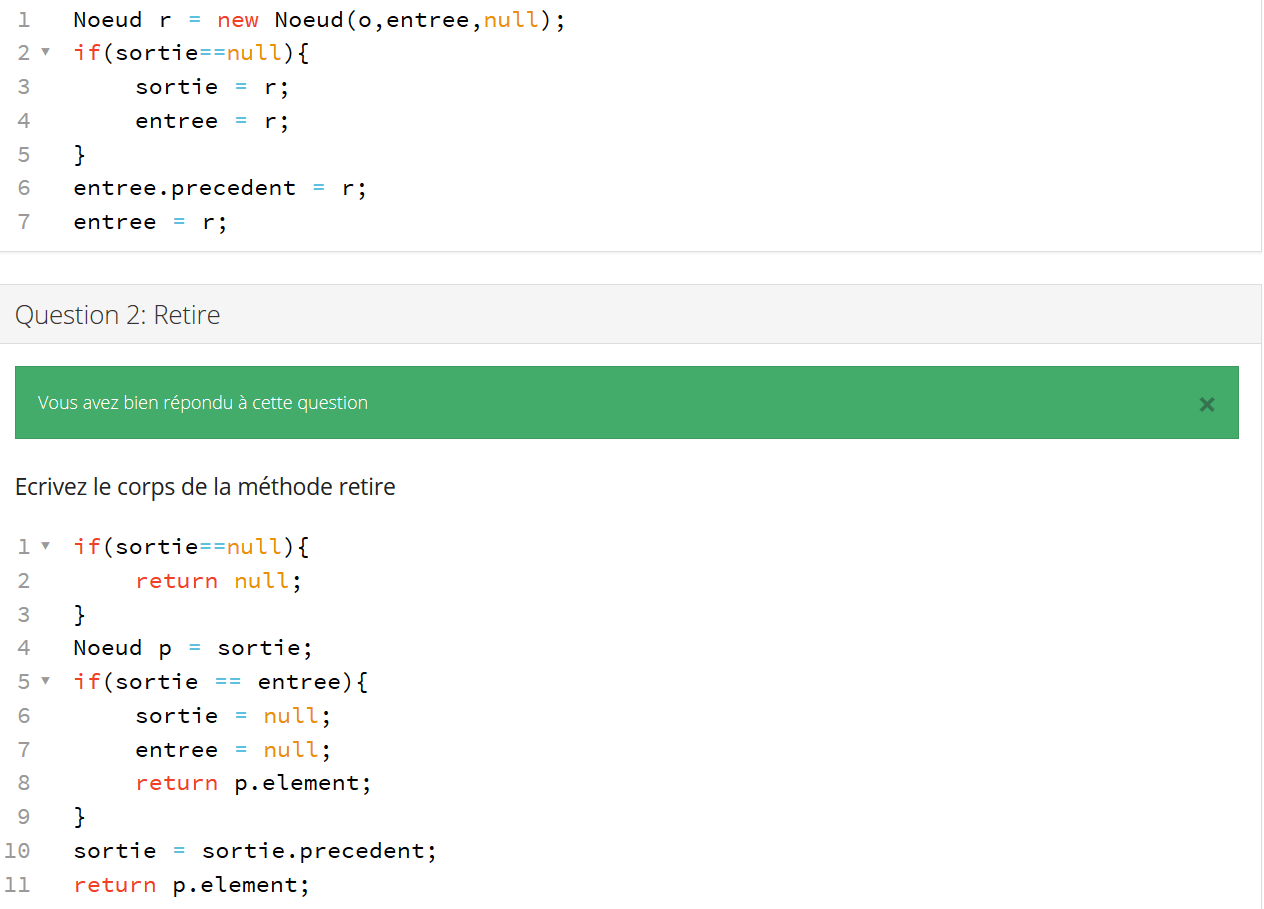 1 Noeud r = new Noeud(o,entree,null);
2 if(sortie==null){
3 sortie = r;
4 entree = r;
5 }
6 entree.precedent = r;
7 entree = r;
Question 2: Retire
Vous avez bien répondu à cette question ×
Ecrivez le corps de la méthode retire
1 if(sortie==null){
2 return null;
3 }
4 Noeud p = sortie;
5 if(sortie == entree){
6 sortie = null;
7 entree = null;
8 return p.element;
9 }
10 sortie = sortie.precedent;
11 return p.element;